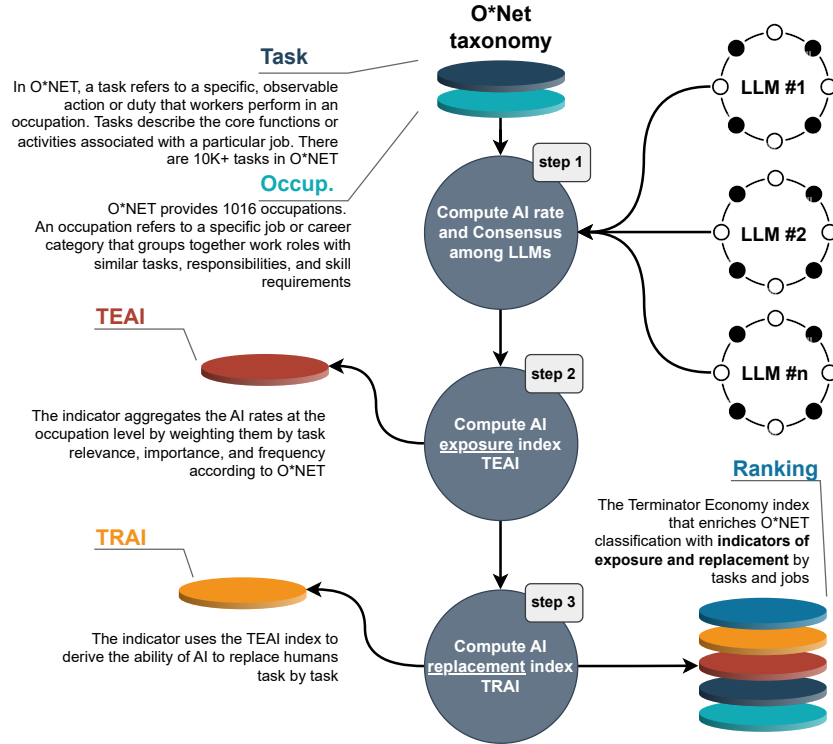 O*Net
taxonomy
Task
In O*NET, a task refers to a specific, observable
action or duty that workers perform in an
occupation. Tasks describe the core functions or
activities associated with a particular job. There
are 10K+ tasks in O*NET
Occup.
O*NET provides 1016 occupations.
An occupation refers to a specific job or career
category that groups together work roles with
similar tasks, responsibilities, and skill
requirements
step 1
Compute AI rate
and Consensus
among LLMs
LLM #1
LLM #2
LLM #n
TEAI
The indicator aggregates the AI rates at the
occupation level by weighting them by task
relevance, importance, and frequency
according to O*NET
step 2
Compute AI
exposure index
TEAI
TRAI
The indicator uses the TEAI index to
derive the ability of AI to replace humans
task by task
step 3
Compute AI
replacement index
TRAI
Ranking
The Terminator Economy index
that enriches O*NET
classification with indicators of
exposure and replacement by
tasks and jobs